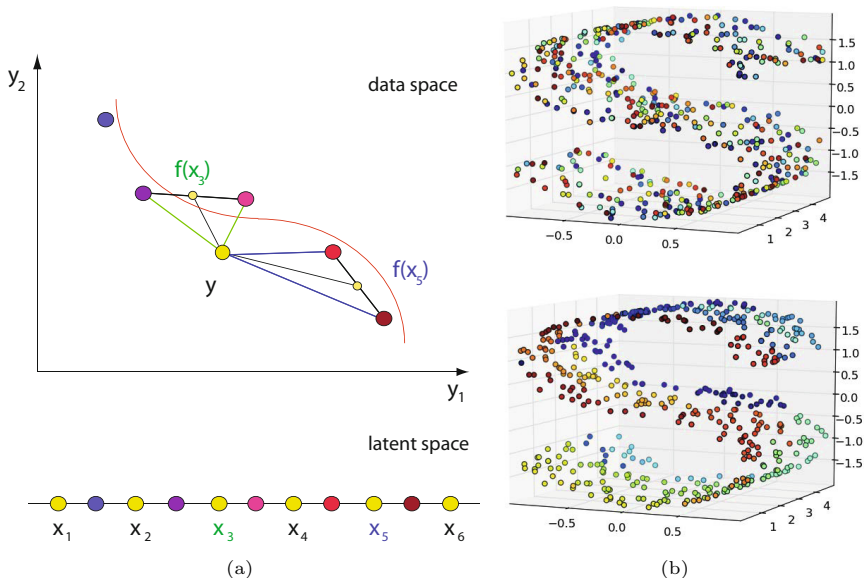 y2
data space
f(x3)
y
f(x5)
y1
latent space
x1 x2 x3 x4 x5 x6
(a)
1.5
1.0
0.5
0.0
−0.5
−1.0
−1.5
−0.5 0.0 0.5
1 2 3 4
1.5
1.0
0.5
0.0
−0.5
−1.0
−1.5
−0.5 0.0 0.5
1 2 3 4
(b)